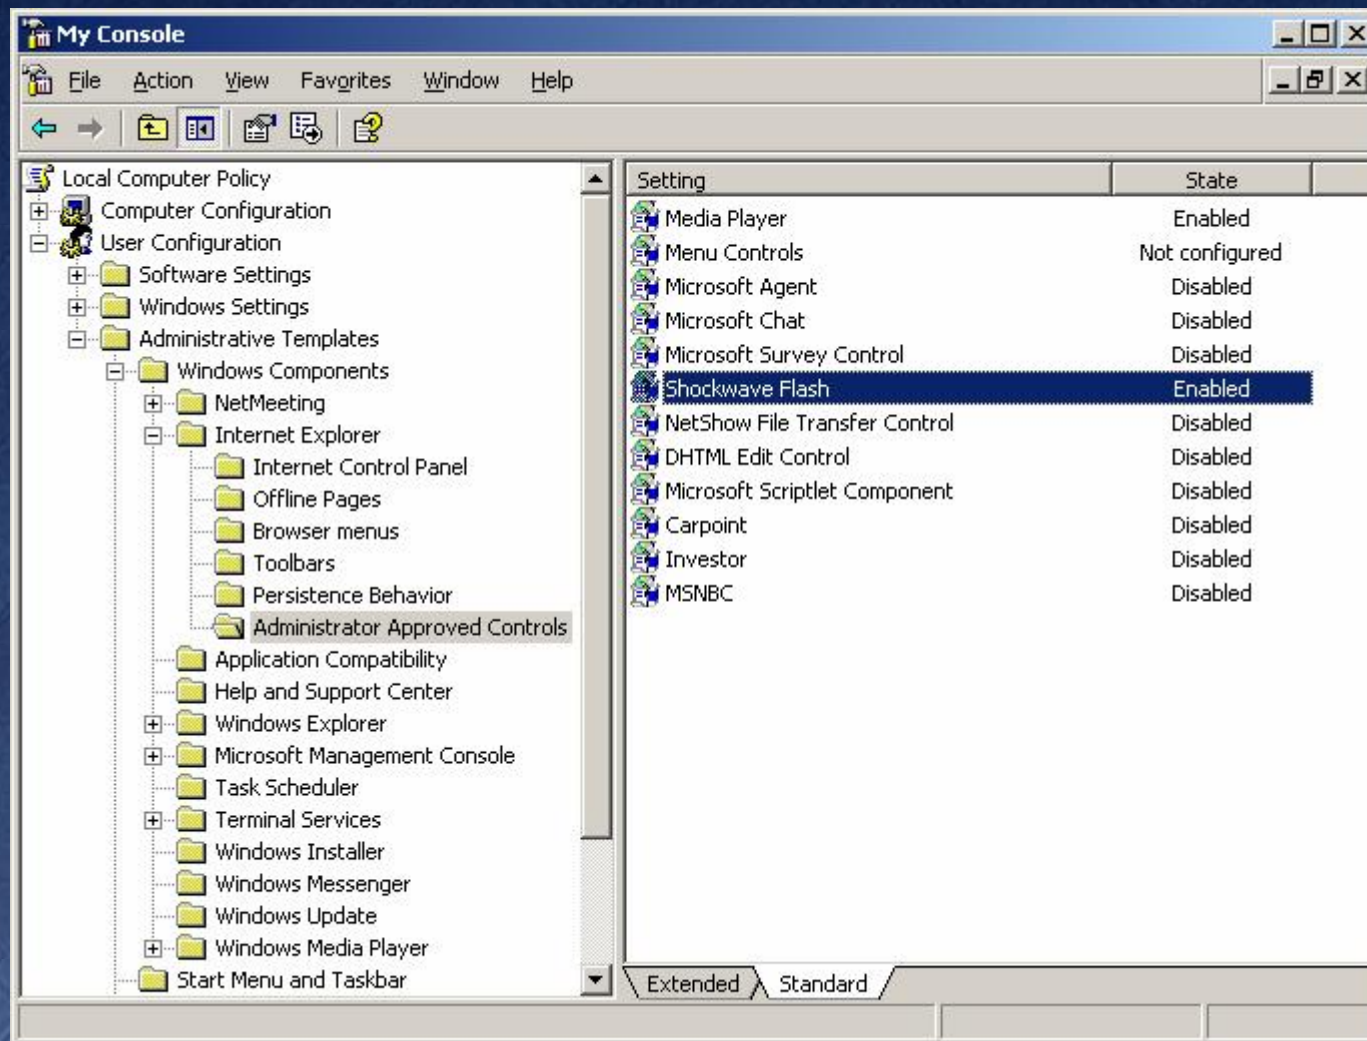 My Console
File Action View Favorites Window Help
Local Computer Policy
Computer Configuration
User Configuration
Software Settings
Windows Settings
Administrative Templates
Windows Components
NetMeeting
Internet Explorer
Internet Control Panel
Offline Pages
Browser menus
Toolbars
Persistence Behavior
Administrator Approved Controls
Application Compatibility
Help and Support Center
Windows Explorer
Microsoft Management Console
Task Scheduler
Terminal Services
Windows Installer
Windows Messenger
Windows Update
Windows Media Player
Start Menu and Taskbar
Setting State
Media Player Enabled
Menu Controls Not configured
Microsoft Agent Disabled
Microsoft Chat Disabled
Microsoft Survey Control Disabled
Shockwave Flash Enabled
NetShow File Transfer Control Disabled
DHTML Edit Control Disabled
Microsoft Scriptlet Component Disabled
Carpoint Disabled
Investor Disabled
MSNBC Disabled
Extended Standard